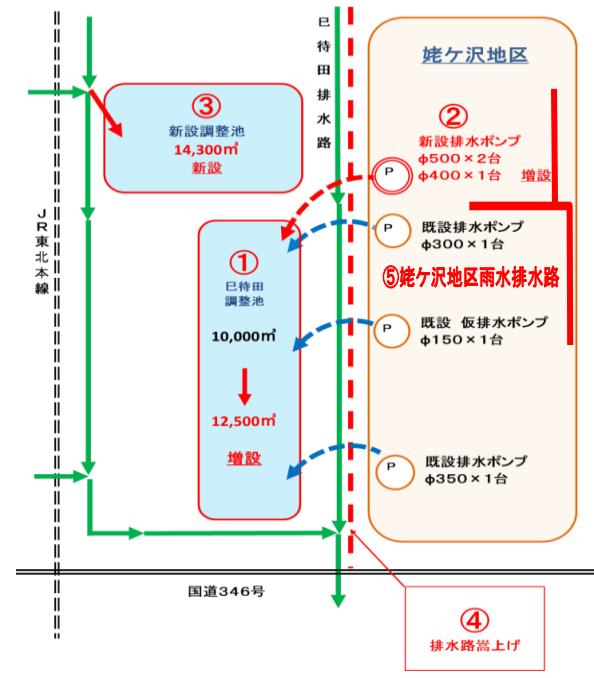 巳待田排水路
姥ケ沢地区
③
新設調整池
14,300㎥
新設
②
新設排水ポンプ
φ500×2台
φ400×1台 増設
P
P
既設排水ポンプ
φ300×1台
JR東北本線
①
巳待田
調整池
10,000㎥
12,500㎥
増設
⑤姥ケ沢地区雨水排水路
P
既設 仮排水ポンプ
φ150×1台
P
既設排水ポンプ
φ350×1台
国道346号
④
排水路嵩上げ